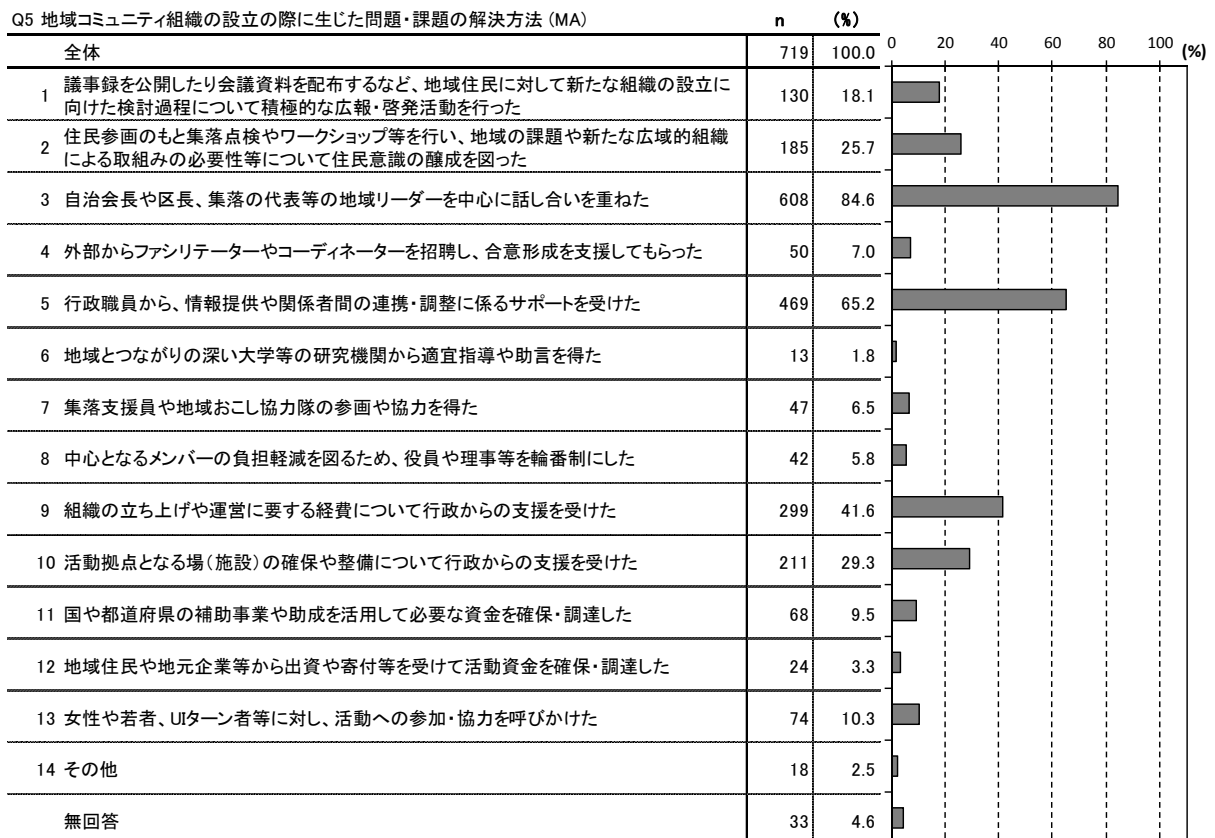 Q5 地域コミュニティ組織の設立の際に生じた問題・課題の解決方法 (MA) n (%)
全体 719 100.0
0 20 40 60 80 100 (%)
1 議事録を公開したり会議資料を配布するなど、地域住民に対して新たな組織の設立に
向けた検討過程について積極的な広報・啓発活動を行った 130 18.1
2 住民参画のもと集落点検やワークショップ等を行い、地域の課題や新たな広域的組織
による取組みの必要性等について住民意識の醸成を図った 185 25.7
3 自治会長や区長、集落の代表等の地域リーダーを中心に話し合いを重ねた 608 84.6
4 外部からファシリテーターやコーディネーターを招聘し、合意形成を支援してもらった 50 7.0
5 行政職員から、情報提供や関係者間の連携・調整に係るサポートを受けた 469 65.2
6 地域とつながりの深い大学等の研究機関から適宜指導や助言を得た 13 1.8
7 集落支援員や地域おこし協力隊の参画や協力を得た 47 6.5
8 中心となるメンバーの負担軽減を図るため、役員や理事等を輪番制にした 42 5.8
9 組織の立ち上げや運営に要する経費について行政からの支援を受けた 299 41.6
10 活動拠点となる場(施設)の確保や整備について行政からの支援を受けた 211 29.3
11 国や都道府県の補助事業や助成を活用して必要な資金を確保・調達した 68 9.5
12 地域住民や地元企業等から出資や寄付等を受けて活動資金を確保・調達した 24 3.3
13 女性や若者、UIターン者等に対し、活動への参加・協力を呼びかけた 74 10.3
14 その他 18 2.5
無回答 33 4.6